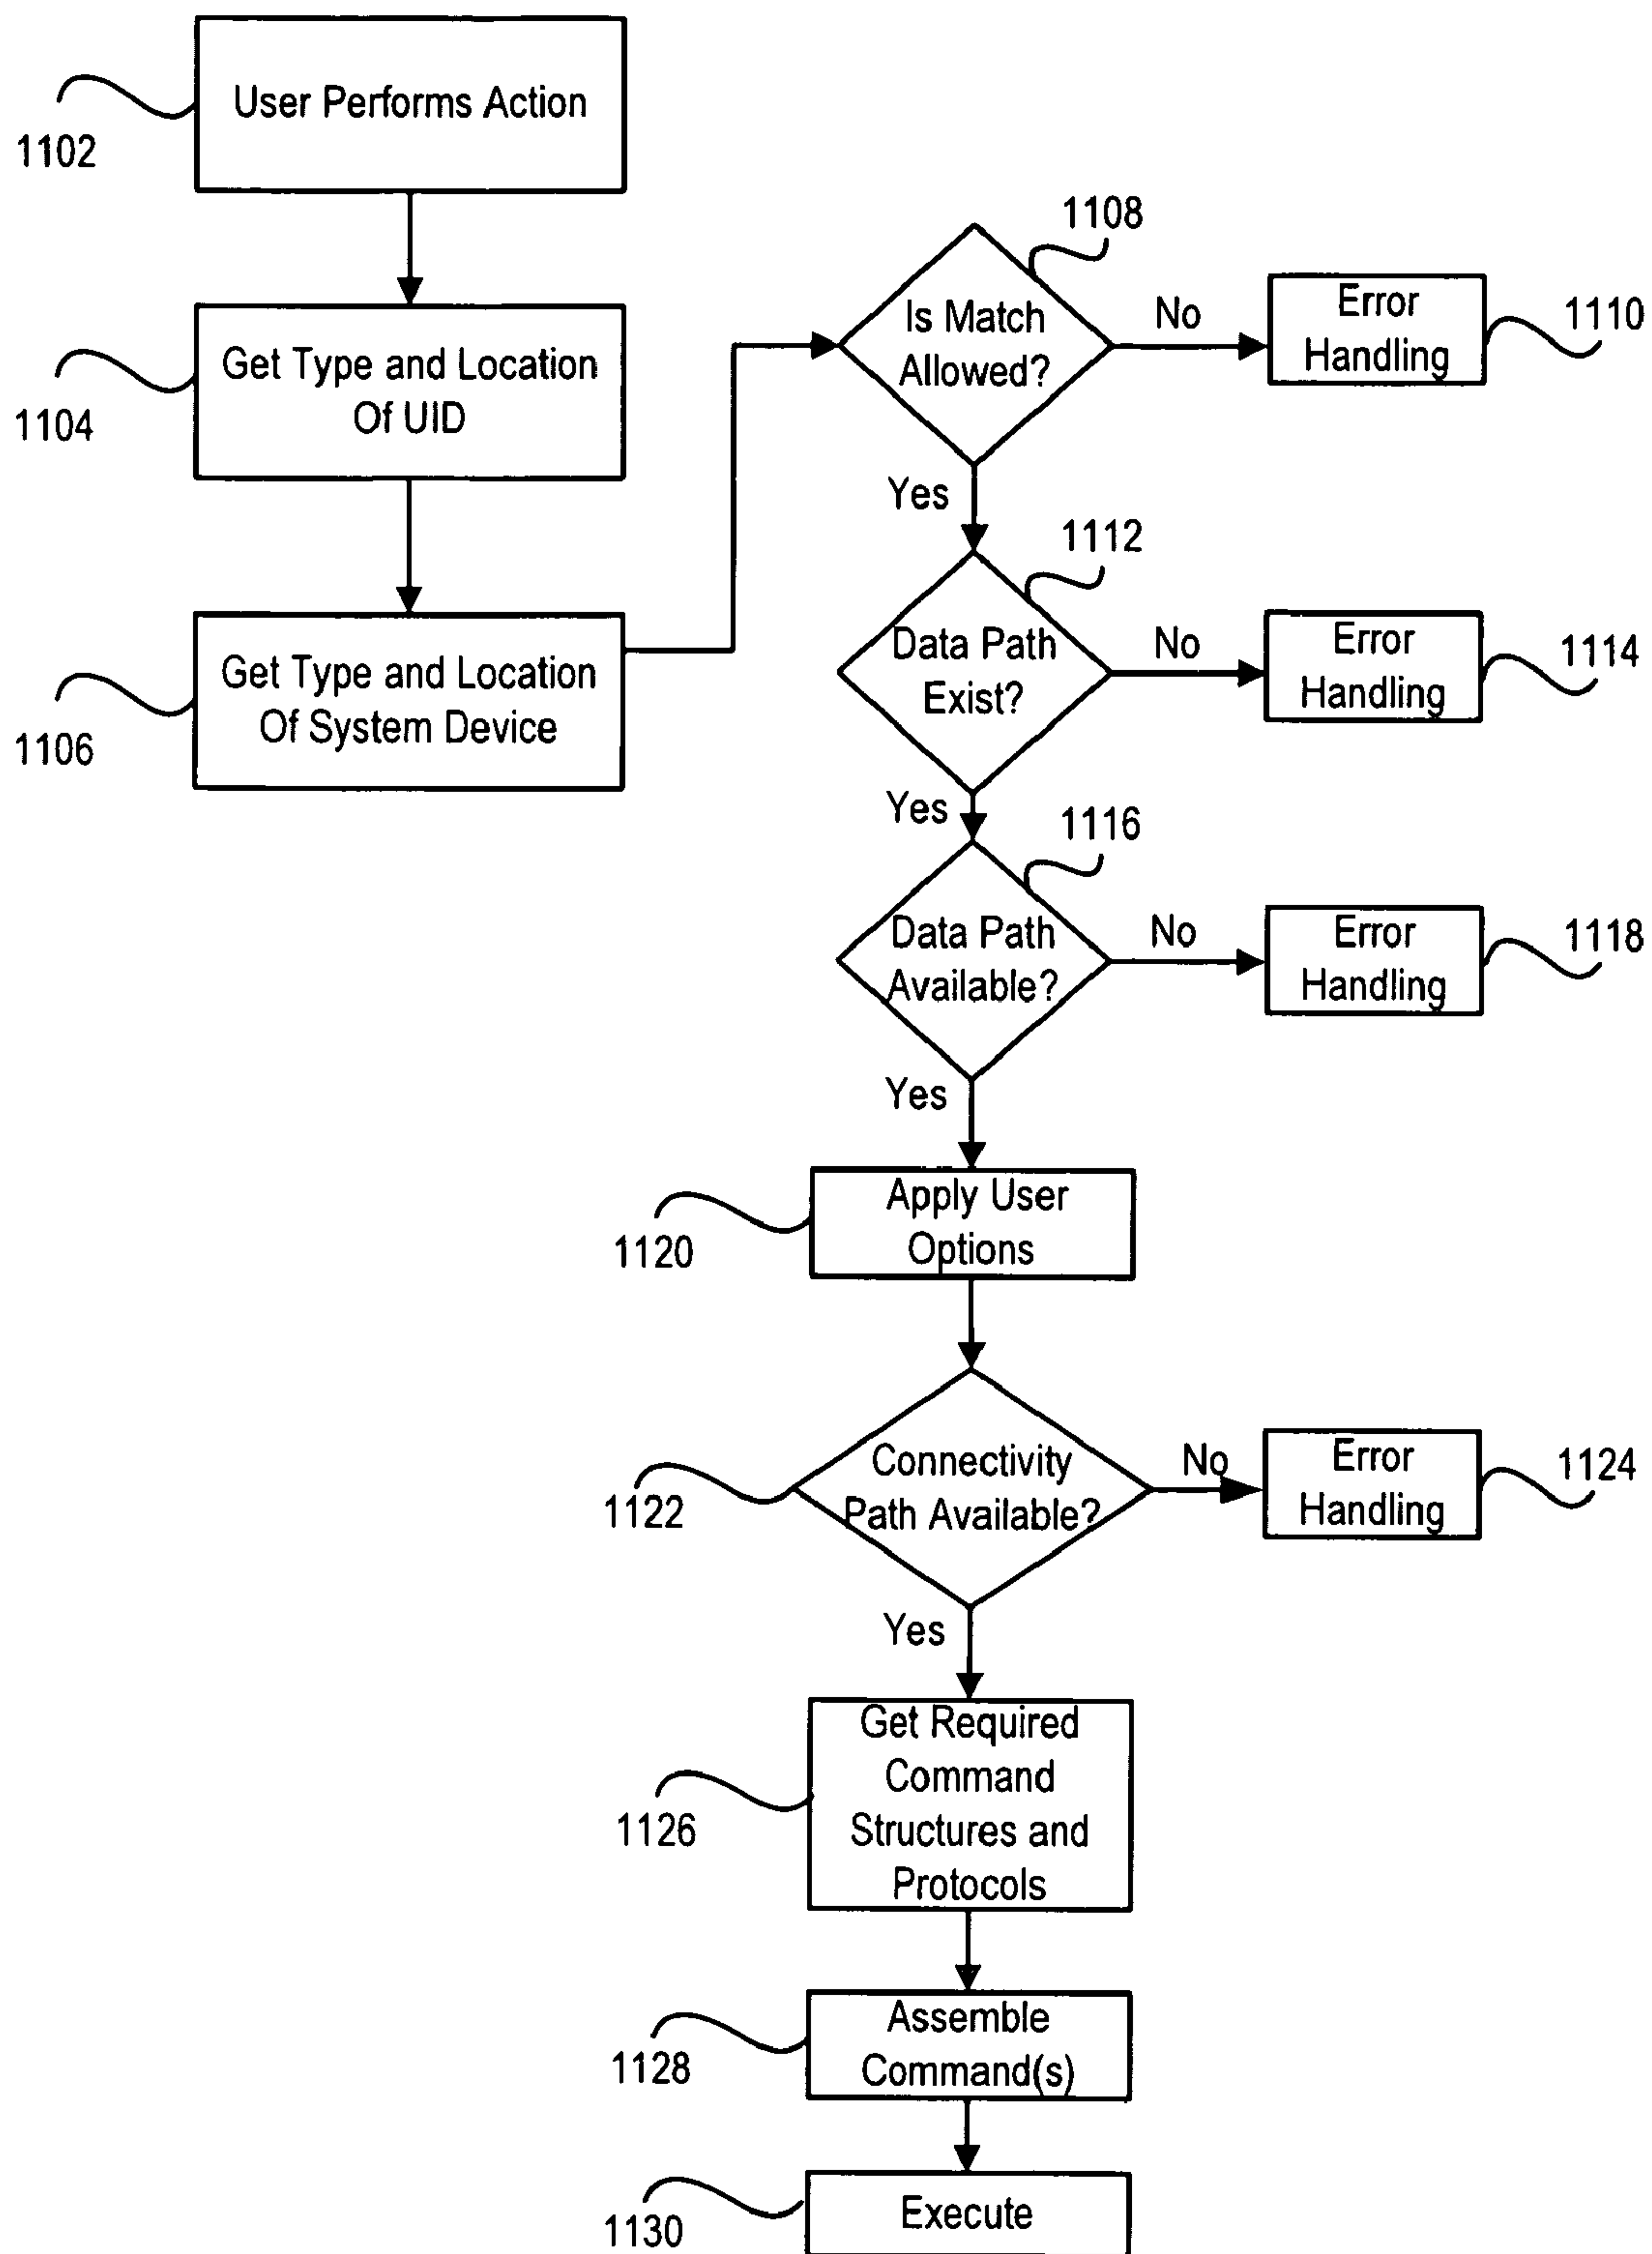 User Performs Action
1102
Get Type and Location
Of UID
1104
Get Type and Location
Of System Device
1106
1108
Is Match
Allowed?
No
Error
Handling
1110
Yes
1112
Data Path
Exist?
No
Error
Handling
1114
Yes
1116
Data Path
Available?
No
Error
Handling
1118
Yes
Apply User
Options
1120
Connectivity
Path Available?
1122
No
Error
Handling
1124
Yes
Get Required
Command
Structures and
Protocols
1126
Assemble
Command(s)
1128
Execute
1130